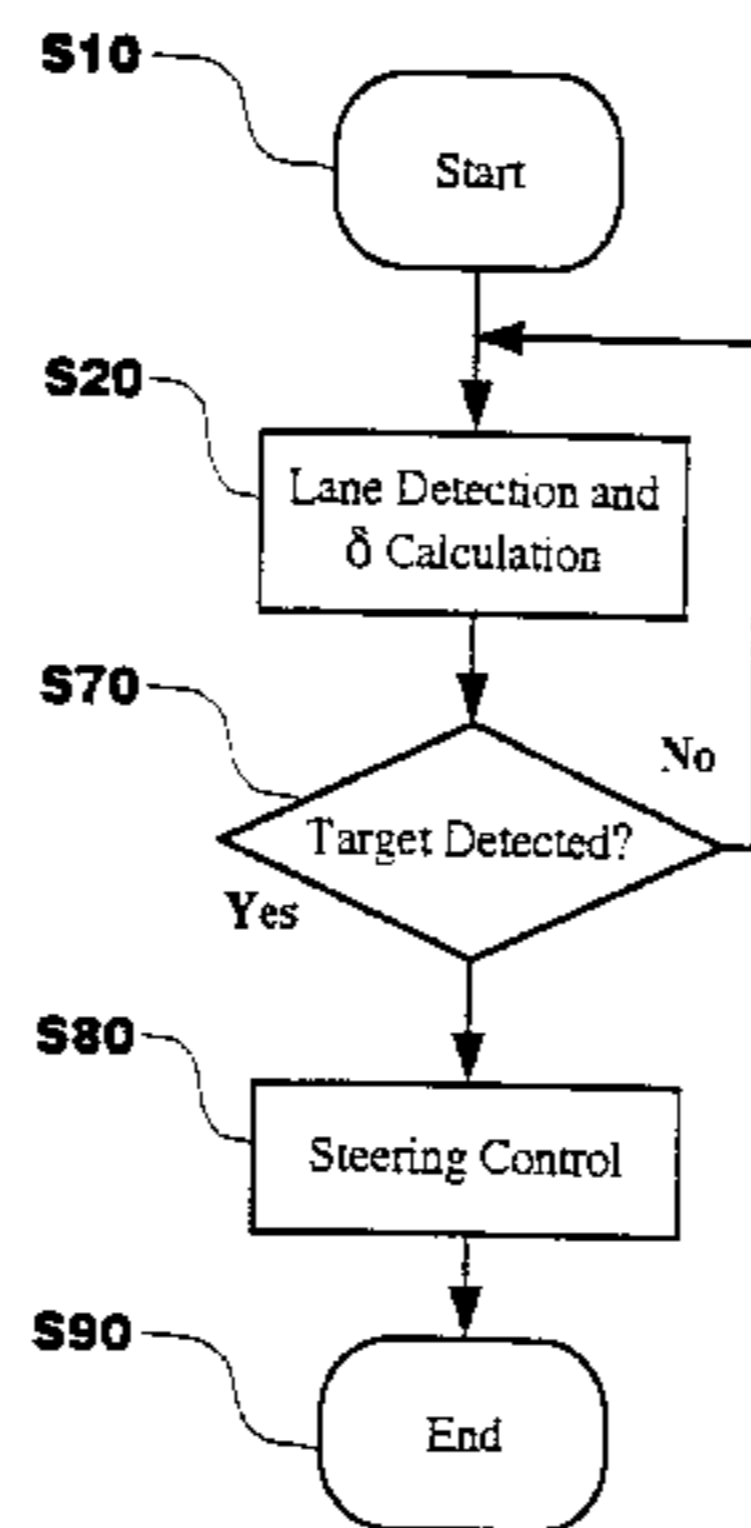 S10
Start
S20
Lane Detection and
δ Calculation
S70
No
Target Detected?
Yes
S80
Steering Control
S90
End